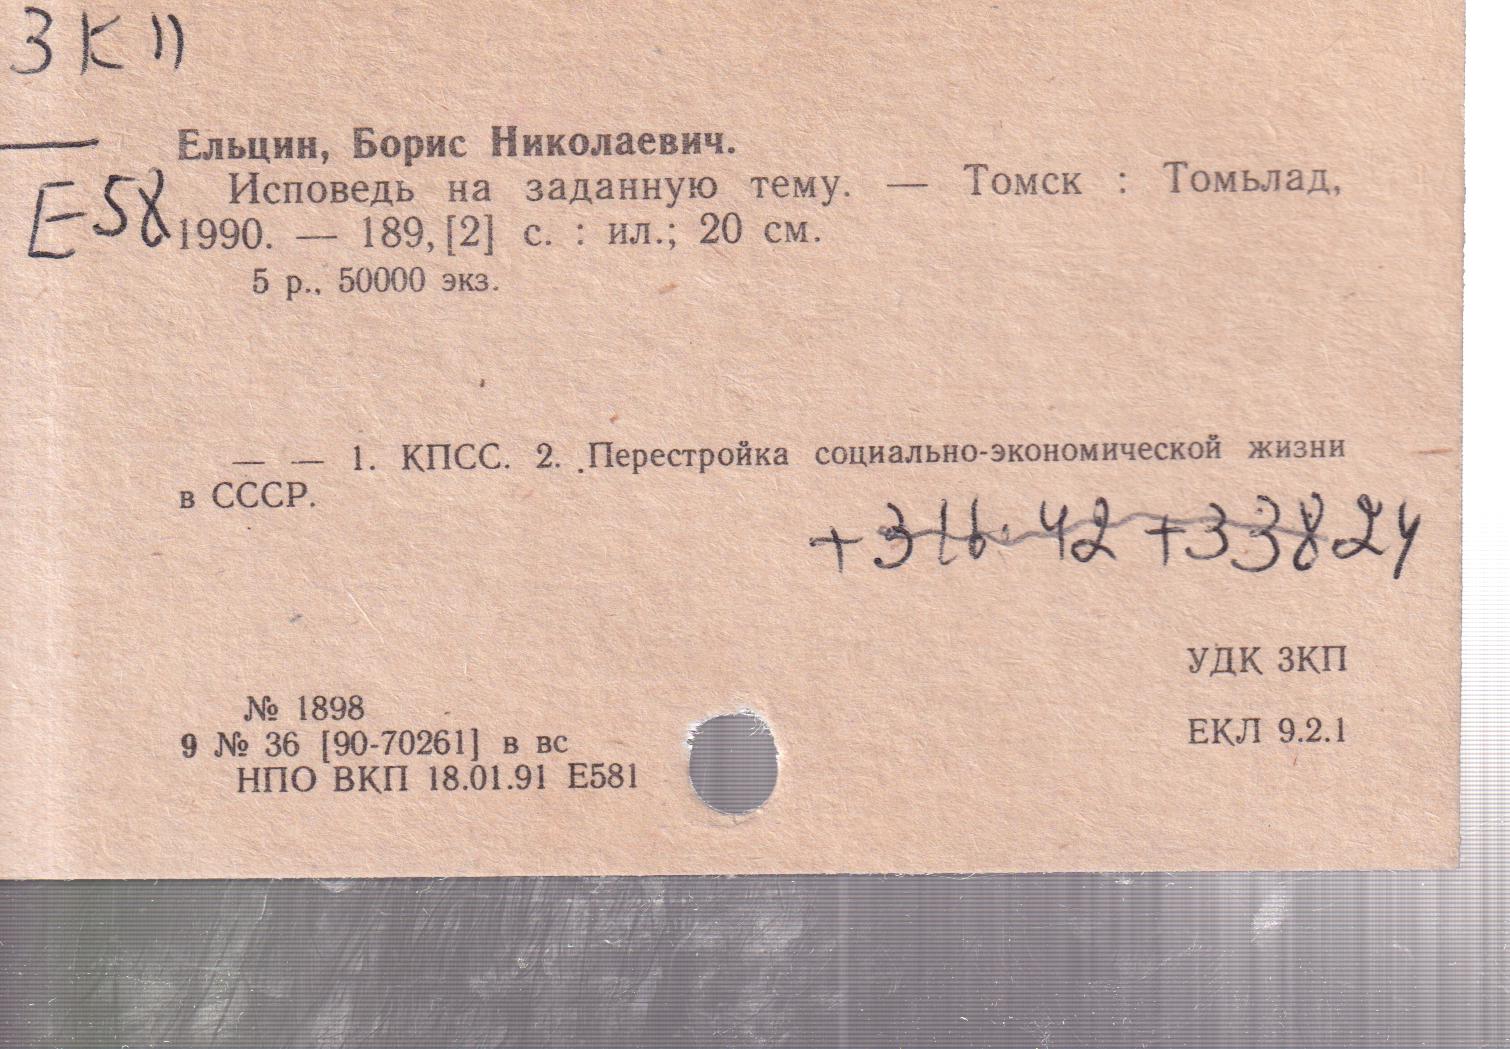 3КП
Ельцин, Борис Николаевич.
Е58
Исповедь на заданную тему. — Томск : Томьлад,
1990. — 189, [2] с. : ил.; 20 см.
5 р., 50000 экз.
— — 1. КПСС. 2. Перестройка социально-экономической жизни
в СССР.
+316.42 +338.24
УДК 3КП
№ 1898
ЕКЛ 9.2.1
9 № 36 [90-70261] в вс
НПО ВКП 18.01.91 Е581